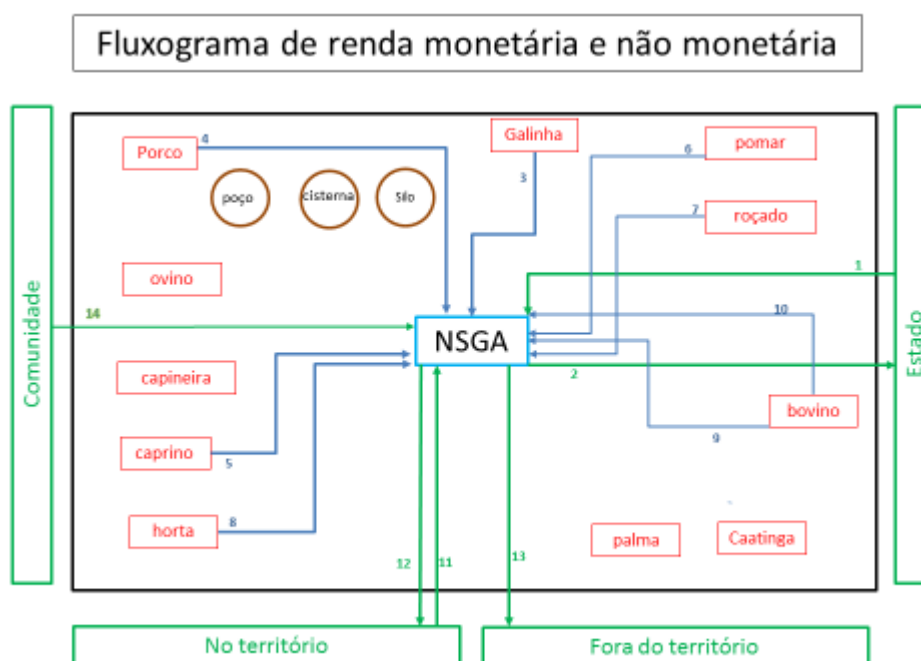 Fluxograma de renda monetária e não monetária
Comunidade
Estado
Porco
4
Galinha
3
pomar
6
poço
cisterna
Silo
roçado
7
ovino
1
14
10
NSGA
capineira
2
bovino
9
caprino
5
horta
8
palma
Caatinga
12
11
13
No território
Fora do território